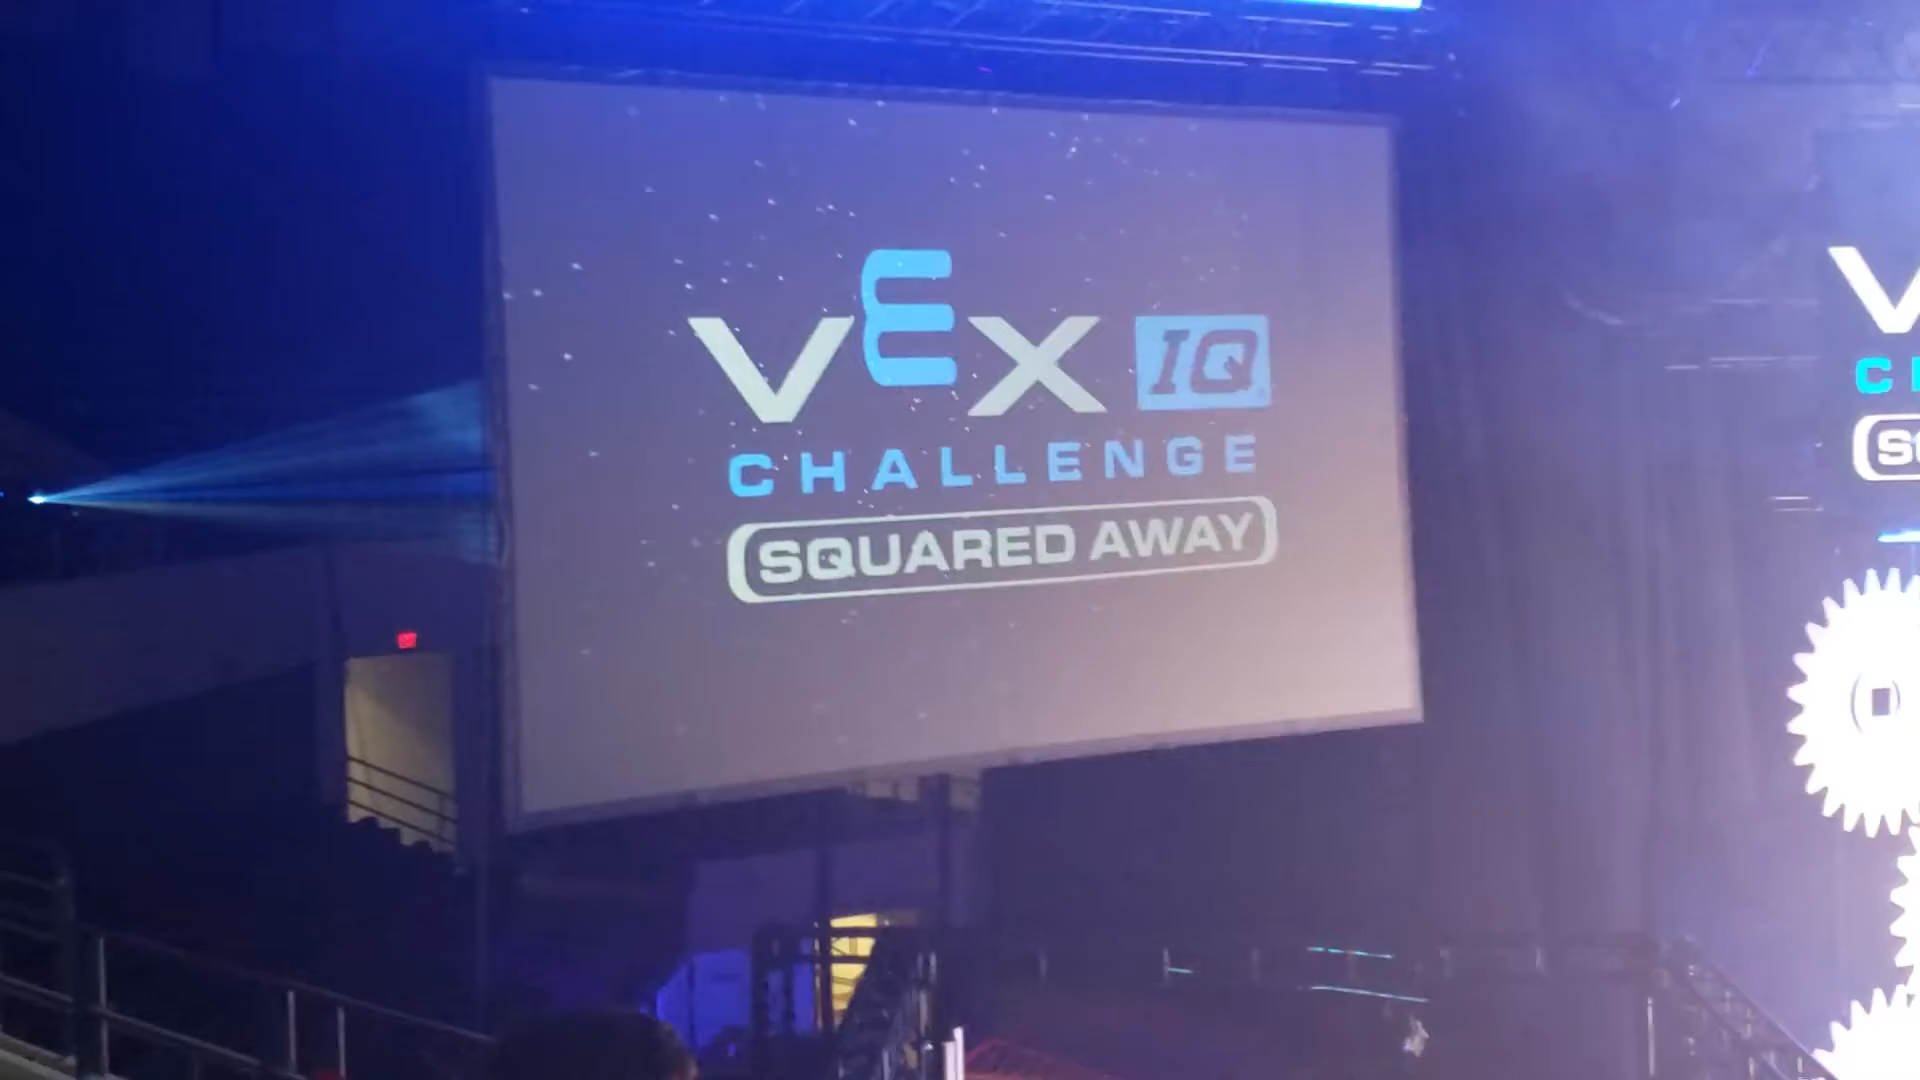 VEX IQ
CHALLENGE
SQUARED AWAY
V
C
S